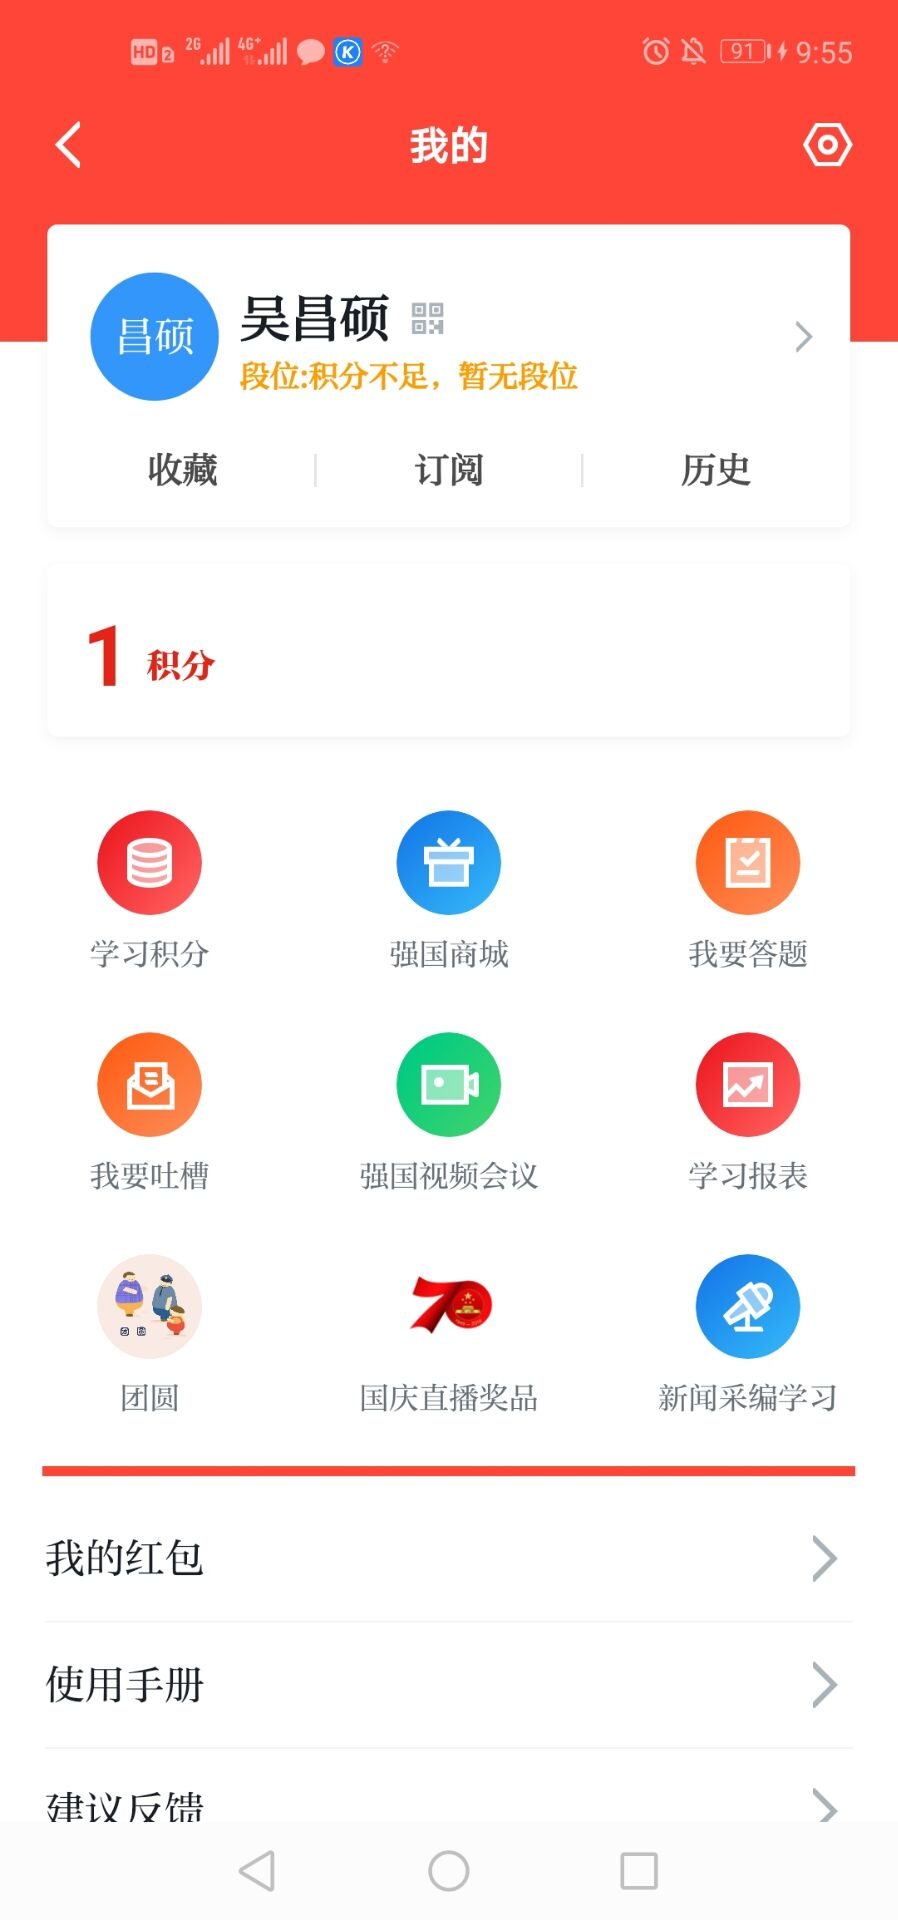 HD 2 2G 4G+ K 91 9:55
我的
昌硕
吴昌硕
段位:积分不足，暂无段位
收藏 订阅 历史
1 积分
学习积分 强国商城 我要答题
我要吐槽 强国视频会议 学习报表
70
团圆 国庆直播奖品 新闻采编学习
我的红包
使用手册
建议反馈